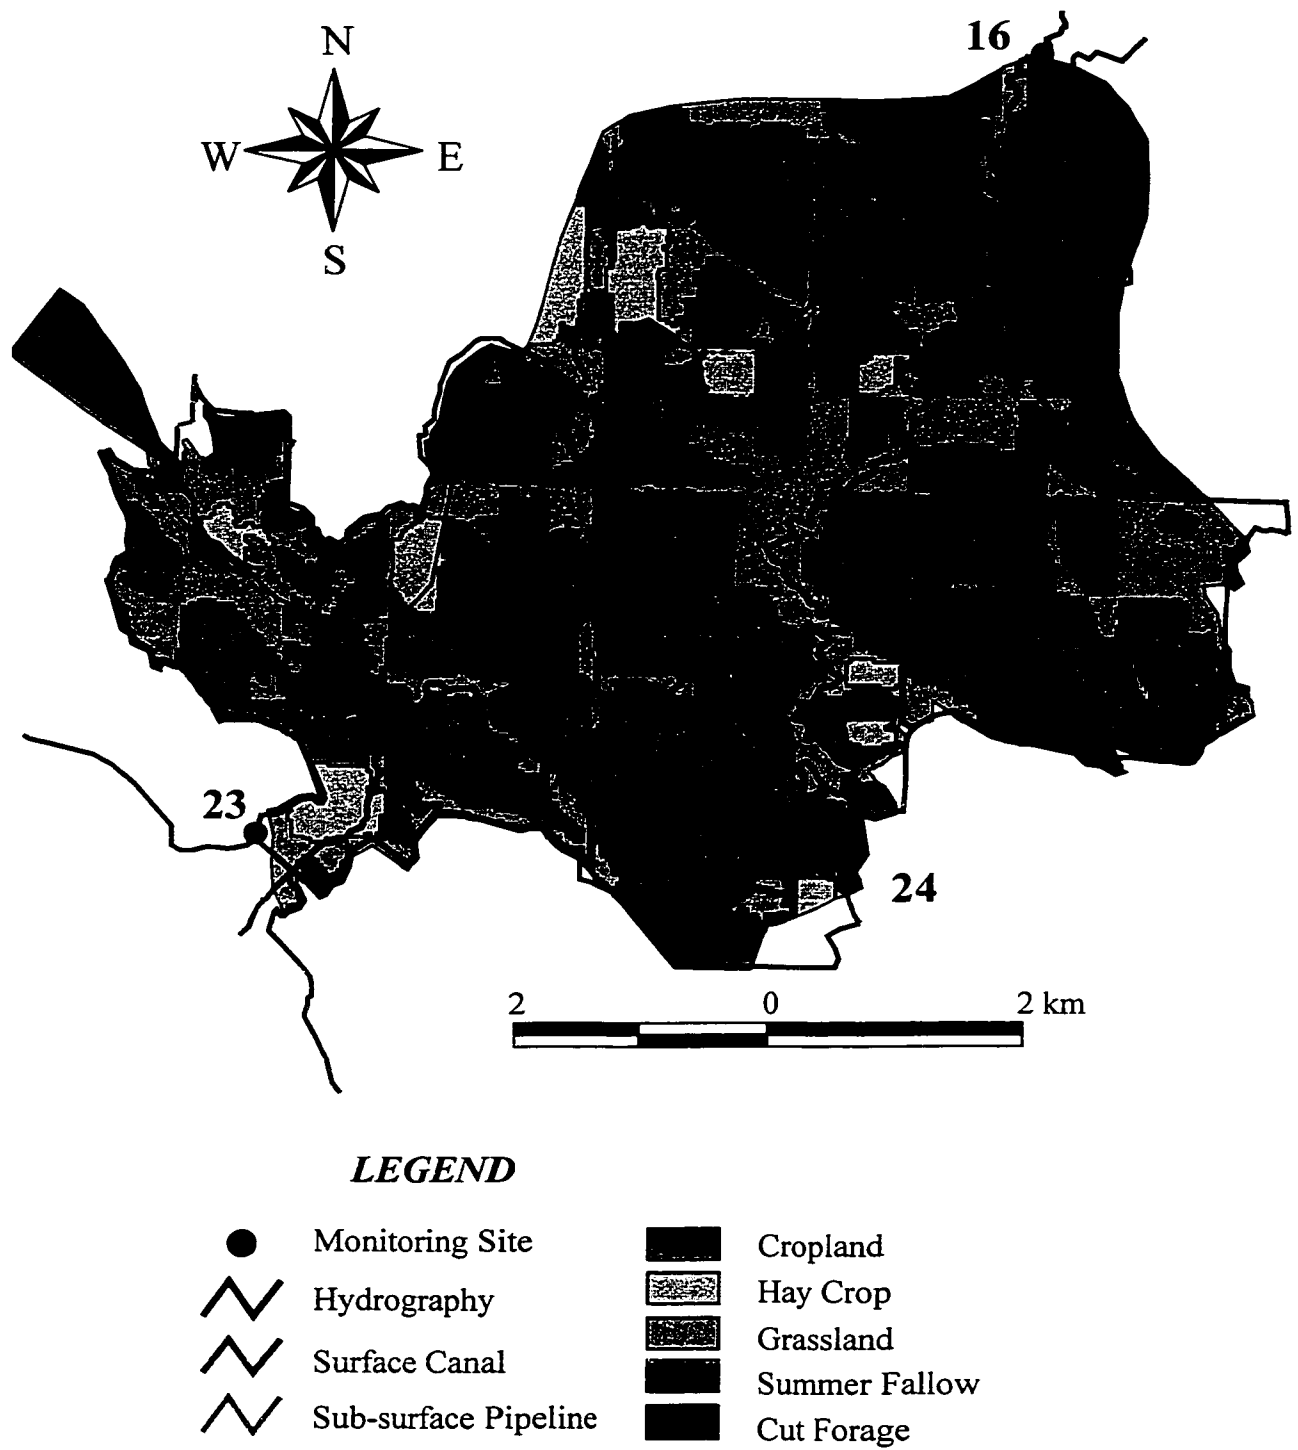 16
N
W
E
S
23
24
2
0
2 km
LEGEND
Monitoring Site
Hydrography
Surface Canal
Sub-surface Pipeline
Cropland
Hay Crop
Grassland
Summer Fallow
Cut Forage